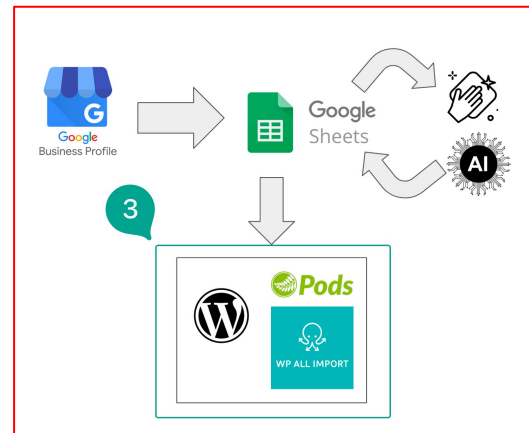 G
Google
Business Profile
Google
Sheets
AI
3
W
Pods
WP ALL IMPORT